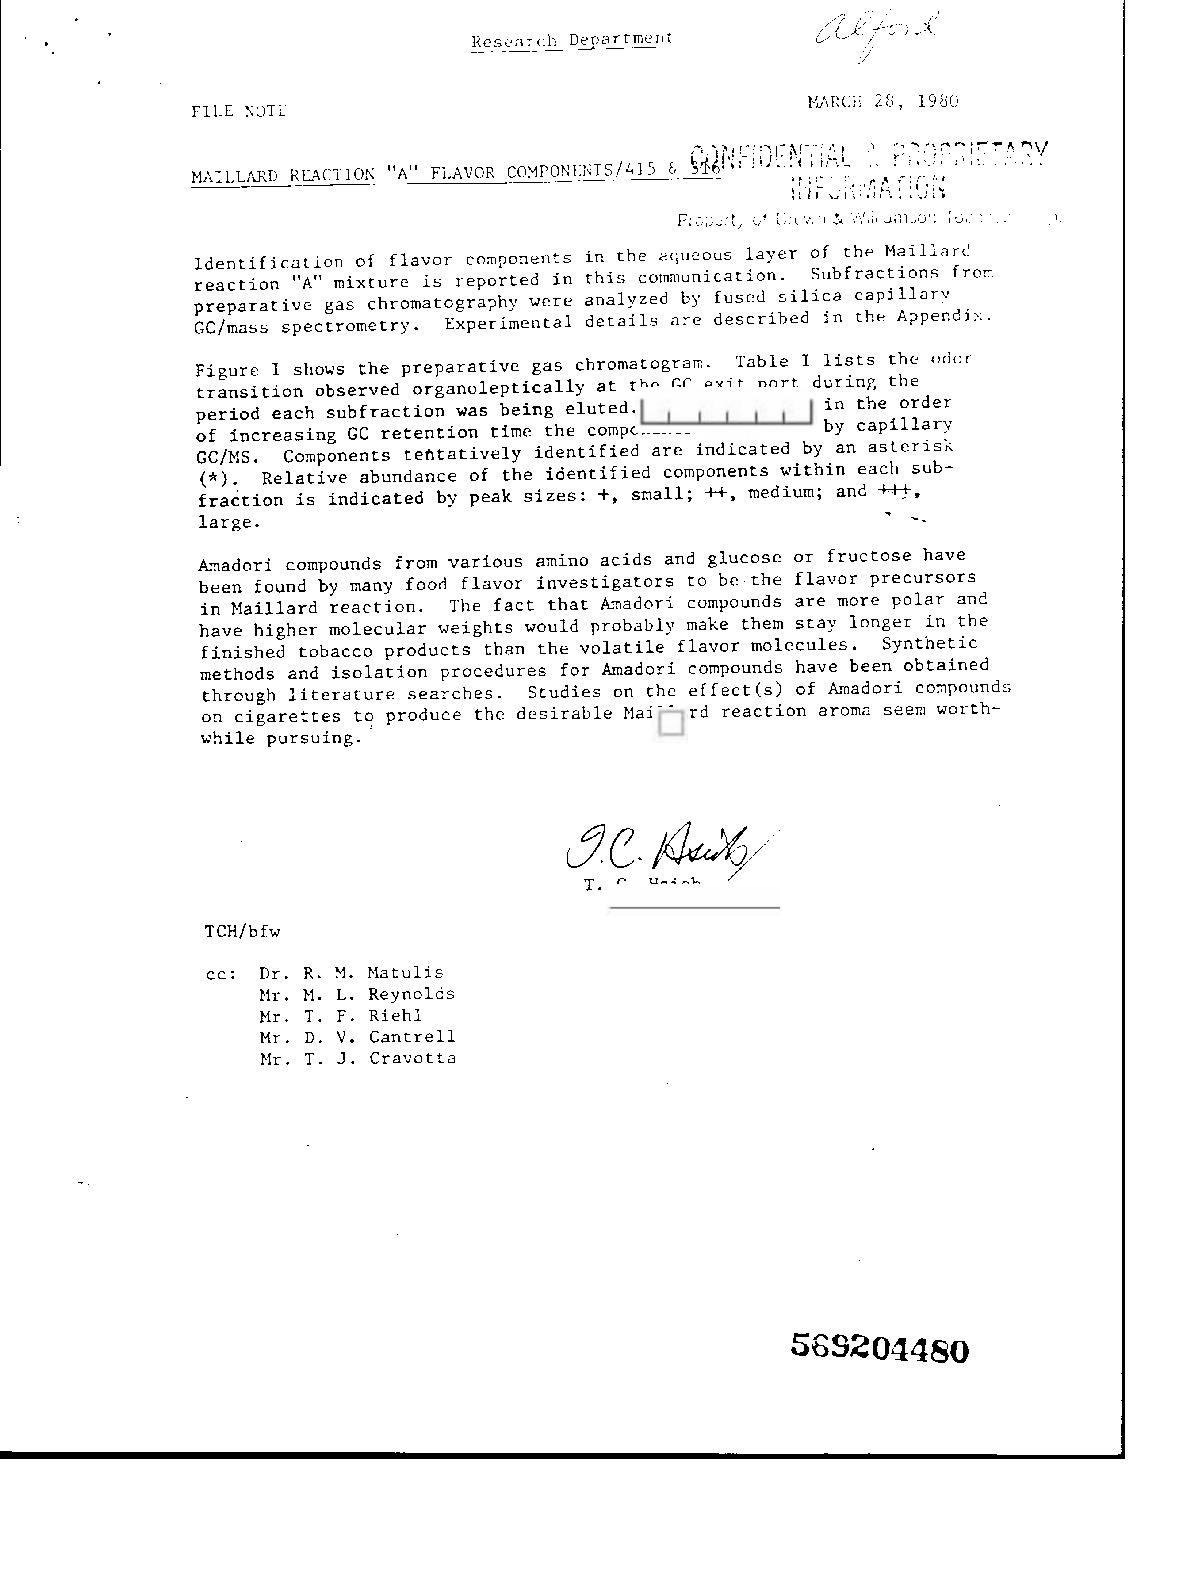 Research Department
Alford
FILE NOTE
MARCH 28, 1980
MAILLARD REACTION "A" FLAVOR COMPONENTS/415 & 516
CONFIDENTIAL & PROPRIETARY
INFORMATION
Property of Brown & Williamson
Identification of flavor components in the aqueous layer of the Maillard
reaction "A" mixture is reported in this communication. Subfractions from
preparative gas chromatography were analyzed by fused silica capillary
GC/mass spectrometry. Experimental details are described in the Appendix.
Figure I shows the preparative gas chromatogram. Table I lists the odor
transition observed organoleptically at the GC exit port during the
period each subfraction was being eluted. in the order
of increasing GC retention time the by capillary
GC/MS. Components tentatively identified are indicated by an asterisk
(*). Relative abundance of the identified components within each sub-
fraction is indicated by peak sizes: +, small; ++, medium; and +++,
large.
Amadori compounds from various amino acids and glucose or fructose have
been found by many food flavor investigators to be the flavor precursors
in Maillard reaction. The fact that Amadori compounds are more polar and
have higher molecular weights would probably make them stay longer in the
finished tobacco products than the volatile flavor molecules. Synthetic
methods and isolation procedures for Amadori compounds have been obtained
through literature searches. Studies on the effect(s) of Amadori compounds
on cigarettes to produce the desirable Maillard reaction aroma seem worth-
while pursuing.
T.C. Hsieh
T. C. Hsieh
TCH/bfw
cc: Dr. R. M. Matulis
Mr. M. L. Reynolds
Mr. T. F. Riehl
Mr. D. V. Cantrell
Mr. T. J. Cravotta
569204480